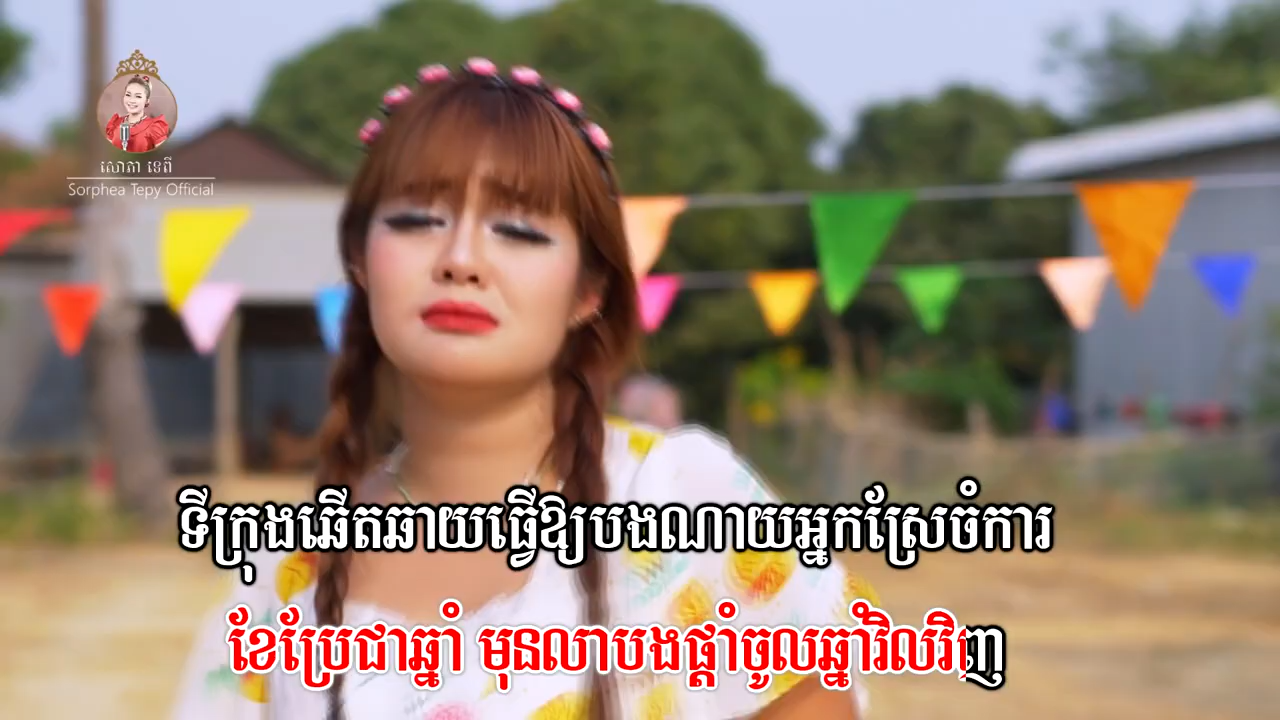 សោភា ទេពី
Sorphea Tepy Official
ទីក្រុងឆើតឆាយធ្វើឱ្យបងណាយអ្នកស្រែចំការ
ខែប្រែជាឆ្នាំ មុនលាបងផ្ដាំចូលឆ្នាំវិលវិញ